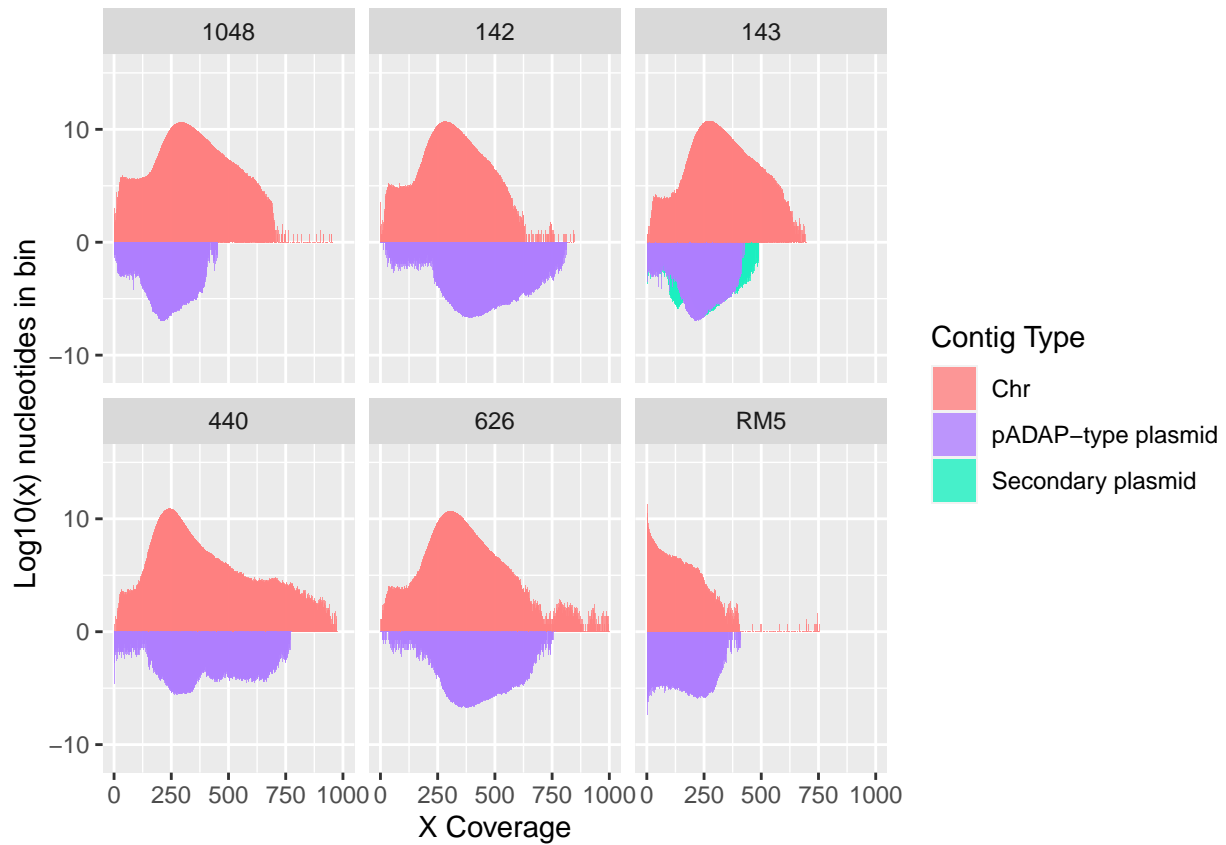 1048 142 143
10
0
−10
440 626 RM5
10
0
−10
0 250 500 750 1000 0 250 500 750 1000 0 250 500 750 1000
X Coverage
Log10(x) nucleotides in bin
Contig Type
Chr
pADAP−type plasmid
Secondary plasmid